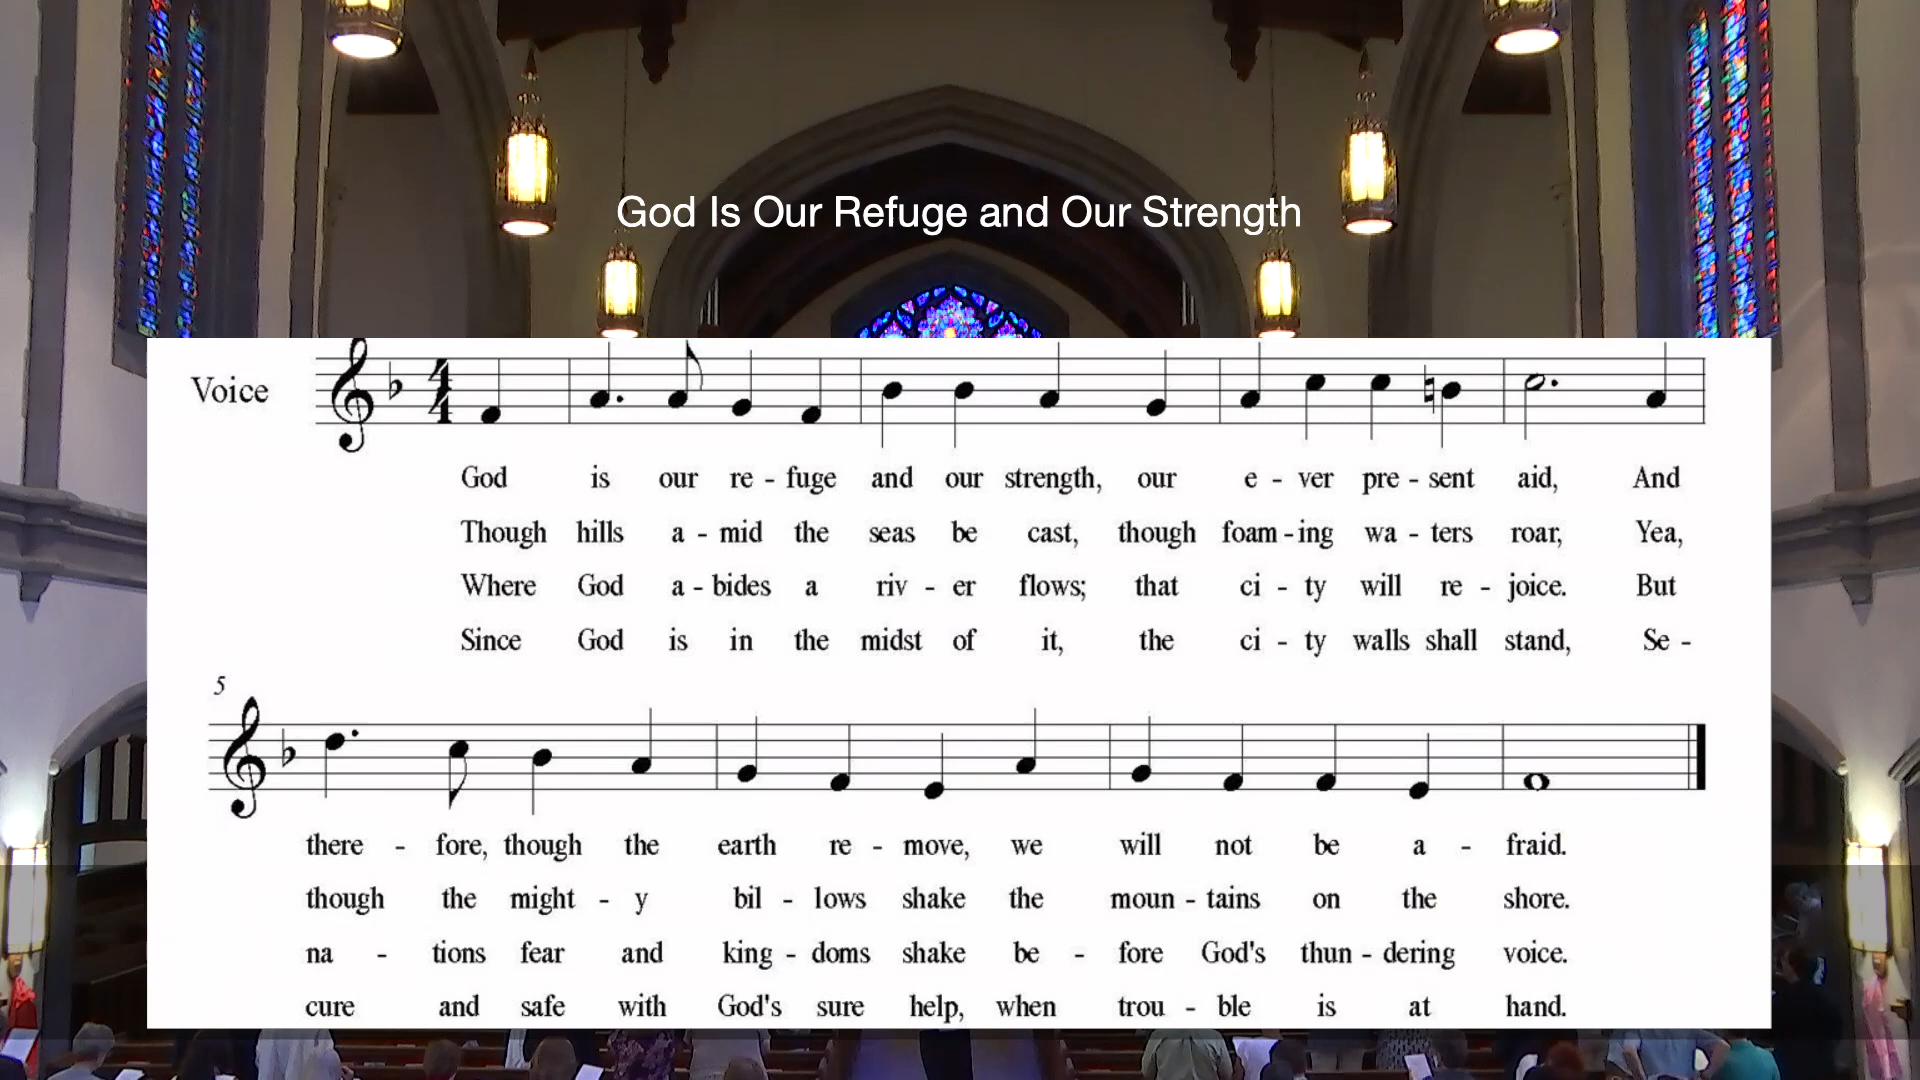 God Is Our Refuge and Our Strength
Voice
4
4
God is our re - fuge and our strength, our e - ver pre - sent aid, And
Though hills a - mid the seas be cast, though foam - ing wa - ters roar, Yea,
Where God a - bides a riv - er flows; that ci - ty will re - joice. But
Since God is in the midst of it, the ci - ty walls shall stand, Se -
5
there - fore, though the earth re - move, we will not be a - fraid.
though the might - y bil - lows shake the moun - tains on the shore.
na - tions fear and king - doms shake be - fore God's thun - dering voice.
cure and safe with God's sure help, when trou - ble is at hand.